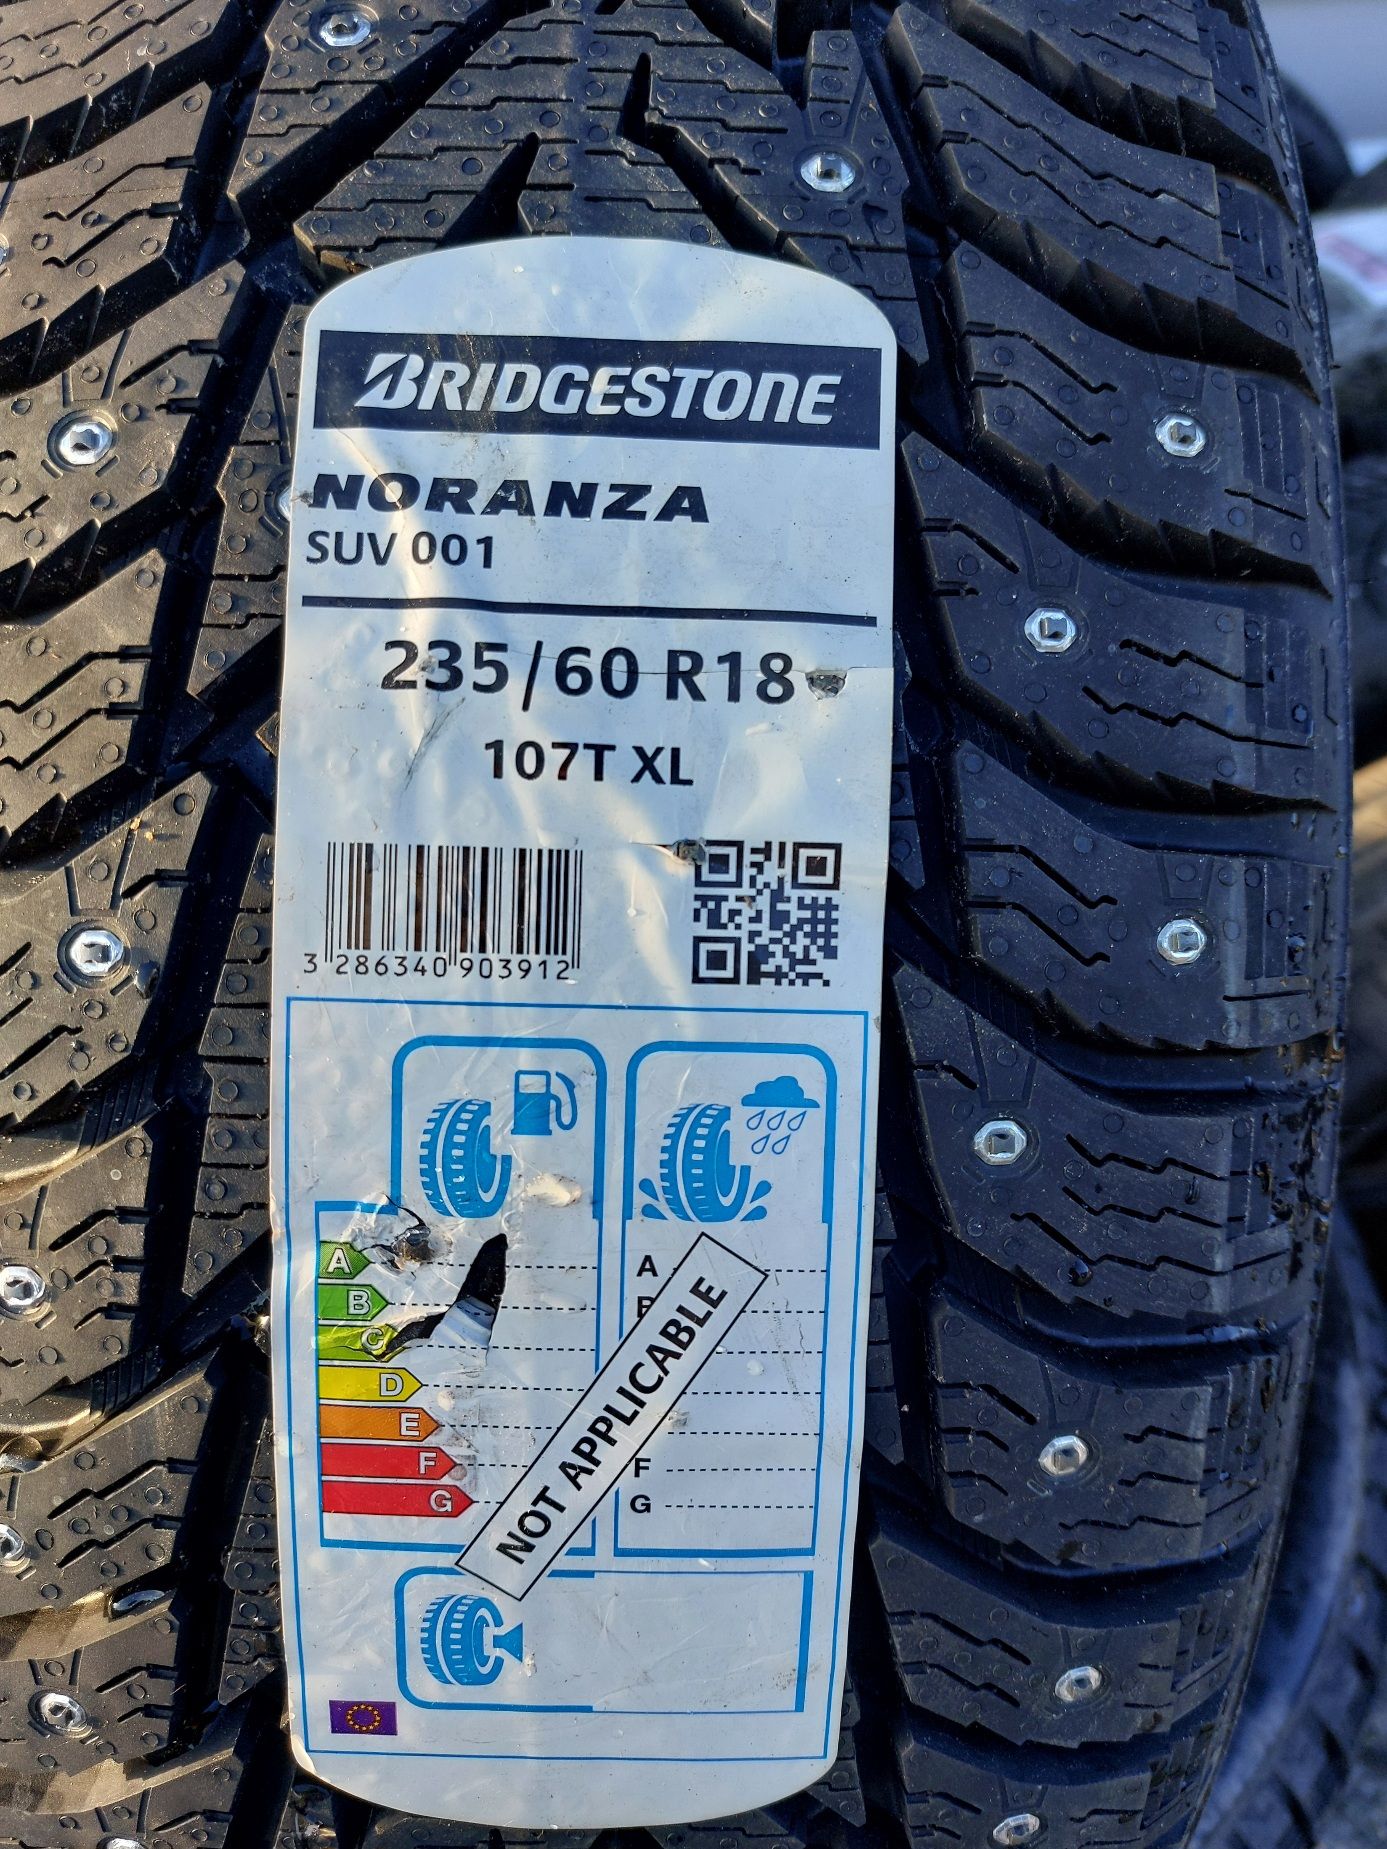 BRIDGESTONE
NORANZA
SUV 001
235/60 R18
107T XL
3 286340 903912
A
B
C
D
E
F
G
A
F
G
NOT APPLICABLE